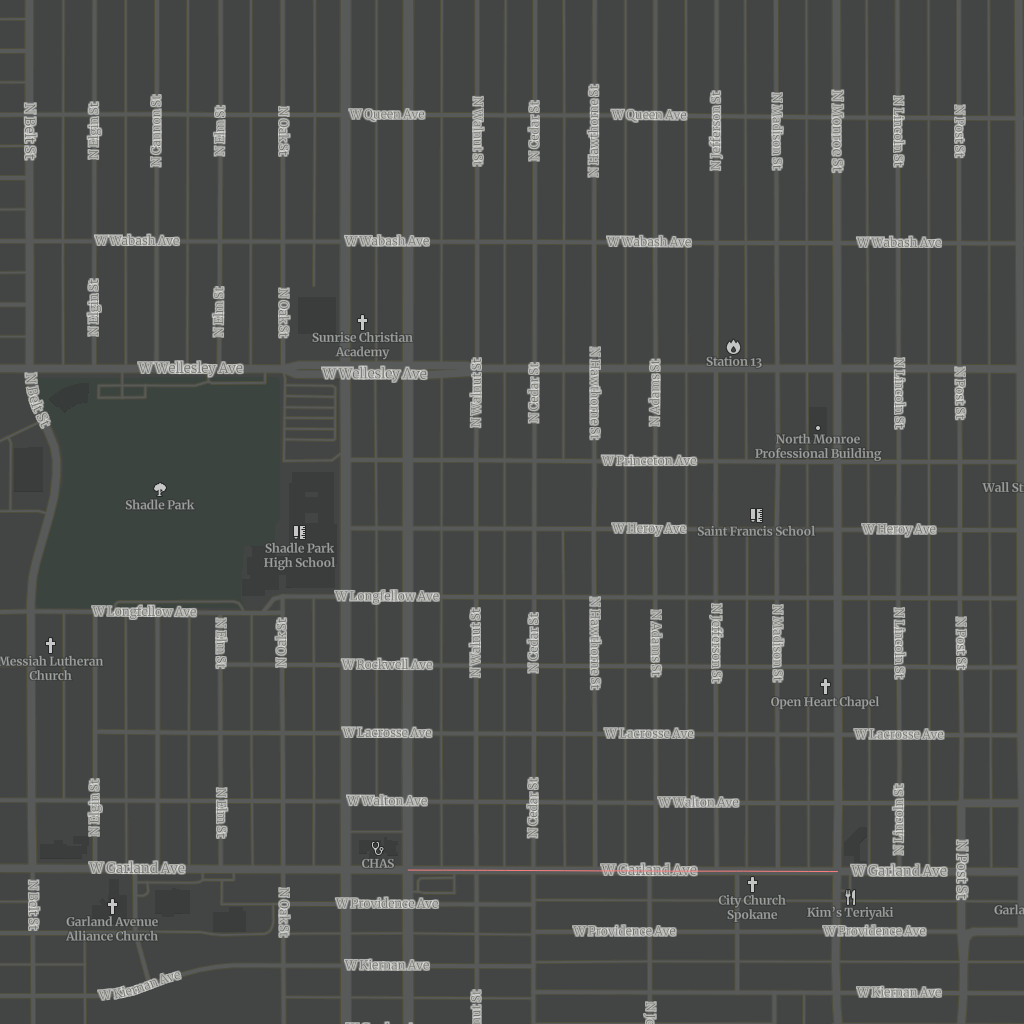 N Belt St
N Elgin St
N Cannon St
N Elm St
N Oak St
W Queen Ave
N Walnut St
N Cedar St
N Hawthorne St
W Queen Ave
N Jefferson St
N Madison St
N Monroe St
N Lincoln St
N Post St
W Wabash Ave
W Wabash Ave
W Wabash Ave
W Wabash Ave
N Elgin St
N Elm St
N Oak St
Sunrise Christian
Academy
Station 13
W Wellesley Ave
W Wellesley Ave
N Belt St
N Walnut St
N Cedar St
N Hawthorne St
N Adams St
N Lincoln St
N Post St
North Monroe
Professional Building
W Princeton Ave
Wall St
Shadle Park
W Heroy Ave
Saint Francis School
W Heroy Ave
Shadle Park
High School
W Longfellow Ave
W Longfellow Ave
N Elm St
N Oak St
N Walnut St
N Cedar St
N Hawthorne St
N Adams St
N Jefferson St
N Madison St
N Lincoln St
N Post St
Messiah Lutheran
Church
W Rockwell Ave
Open Heart Chapel
W Lacrosse Ave
W Lacrosse Ave
W Lacrosse Ave
N Elgin St
N Elm St
W Walton Ave
N Cedar St
W Walton Ave
N Lincoln St
N Post St
CHAS
W Garland Ave
W Garland Ave
W Garland Ave
N Belt St
N Oak St
Garland Avenue
Alliance Church
W Providence Ave
City Church
Spokane
Kim's Teriyaki
Garla
W Providence Ave
W Providence Ave
W Kiernan Ave
W Kiernan Ave
W Kiernan Ave